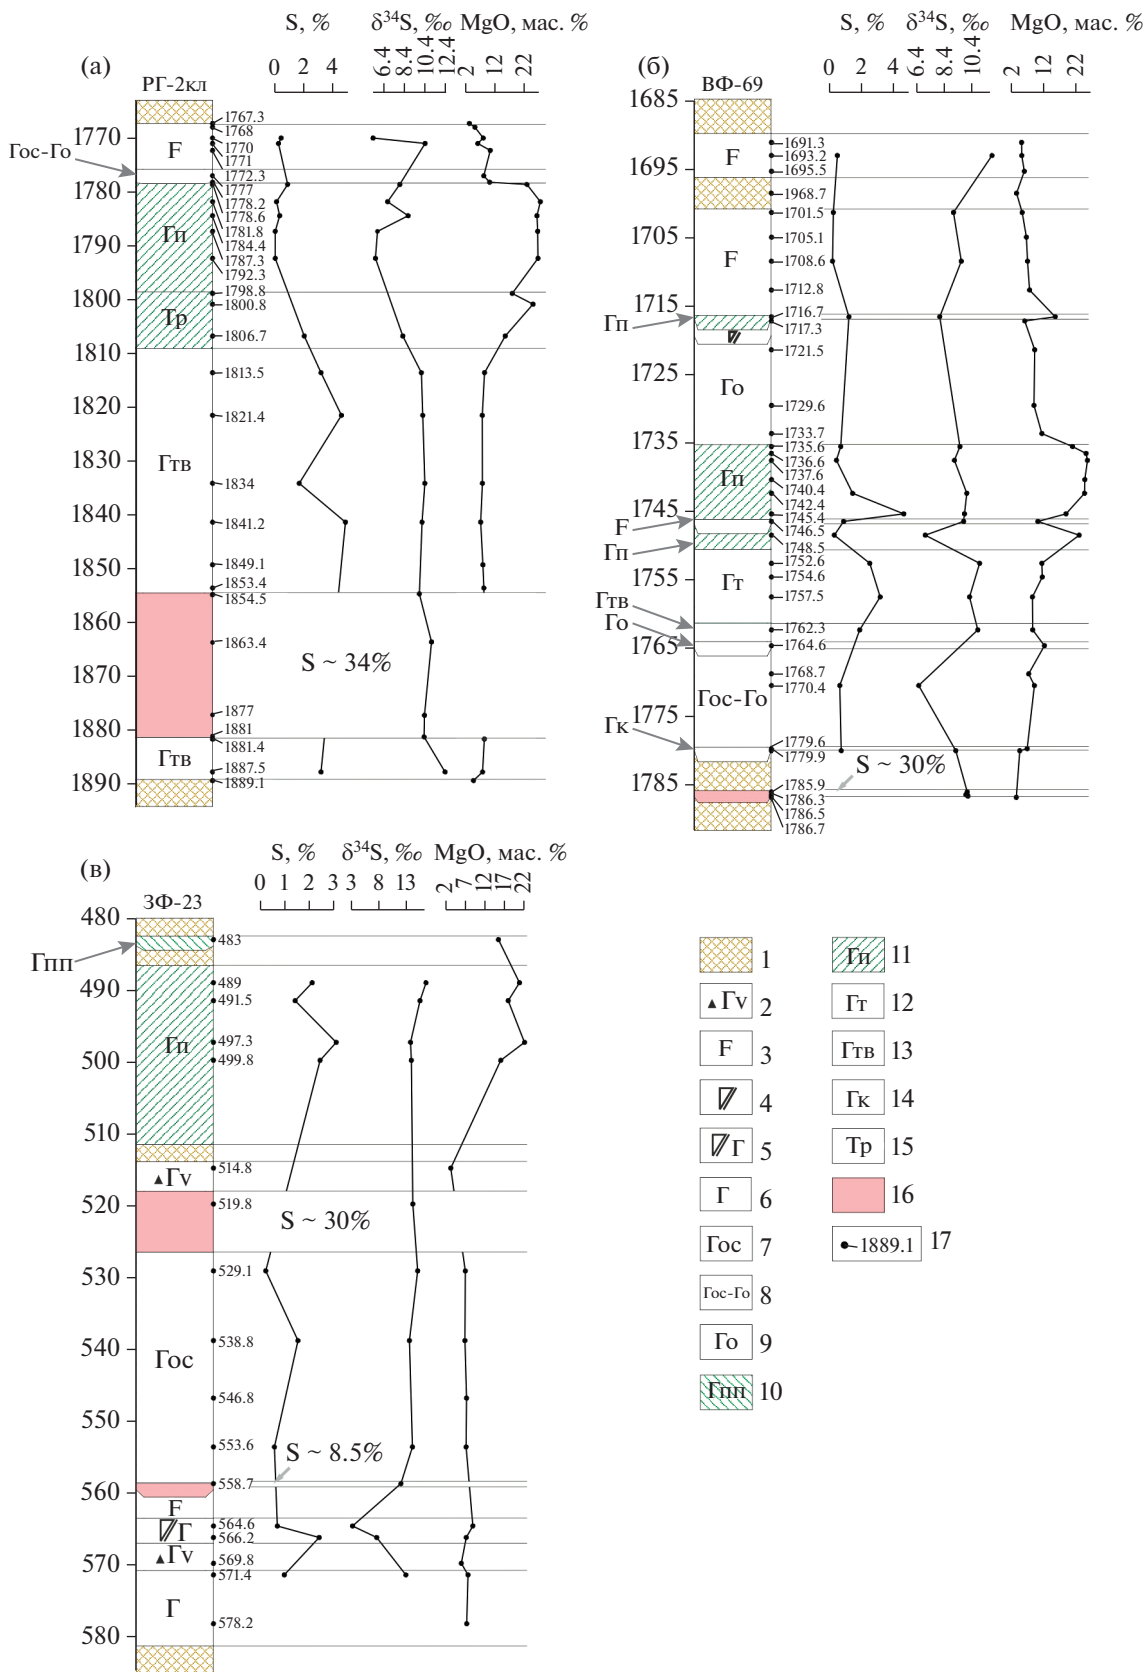 (а)
S, %
δ³⁴S, ‰
MgO, мас. %
0 2 4
6.4 8.4 10.4 12.4
2 12 22
РГ-2кл
1770
1780
1790
1800
1810
1820
1830
1840
1850
1860
1870
1880
1890
Гос-Го
F
Гп
Тр
Гтв
Гтв
1767.3
1768
1770
1771
1772.3
1777
1778.2
1778.6
1781.8
1784.4
1787.3
1792.3
1798.8
1800.8
1806.7
1813.5
1821.4
1834
1841.2
1849.1
1853.4
1854.5
1863.4
1877
1881
1881.4
1887.5
1889.1
S ~ 34%
(б)
S, %
δ³⁴S, ‰
MgO, мас. %
0 2 4
6.4 8.4 10.4
2 12 22
ВФ-69
1685
1695
1705
1715
1725
1735
1745
1755
1765
1775
1785
F
F
Гп
Го
Гп
F
Гп
Гт
Гтв
Го
Гос-Го
Гк
1691.3
1693.2
1695.5
1968.7
1701.5
1705.1
1708.6
1712.8
1716.7
1717.3
1721.5
1729.6
1733.7
1735.6
1736.6
1737.6
1740.4
1742.4
1745.4
1746.5
1748.5
1752.6
1754.6
1757.5
1762.3
1764.6
1768.7
1770.4
1779.6
1779.9
1785.9
1786.3
1786.5
1786.7
S ~ 30%
(в)
S, %
δ³⁴S, ‰
MgO, мас. %
0 1 2 3
3 8 13
2 7 12 17 22
ЗФ-23
480
490
500
510
520
530
540
550
560
570
580
Гпп
Гп
Гv
Гос
F
Г
Гv
Г
483
489
491.5
497.3
499.8
514.8
519.8
529.1
538.8
546.8
553.6
558.7
564.6
566.2
569.8
571.4
578.2
S ~ 30%
S ~ 8.5%
1
Гv 2
F 3
4
Г 5
Г 6
Гос 7
Гос-Го 8
Го 9
Гпп 10
Гп 11
Гт 12
Гтв 13
Гк 14
Тр 15
16
1889.1 17